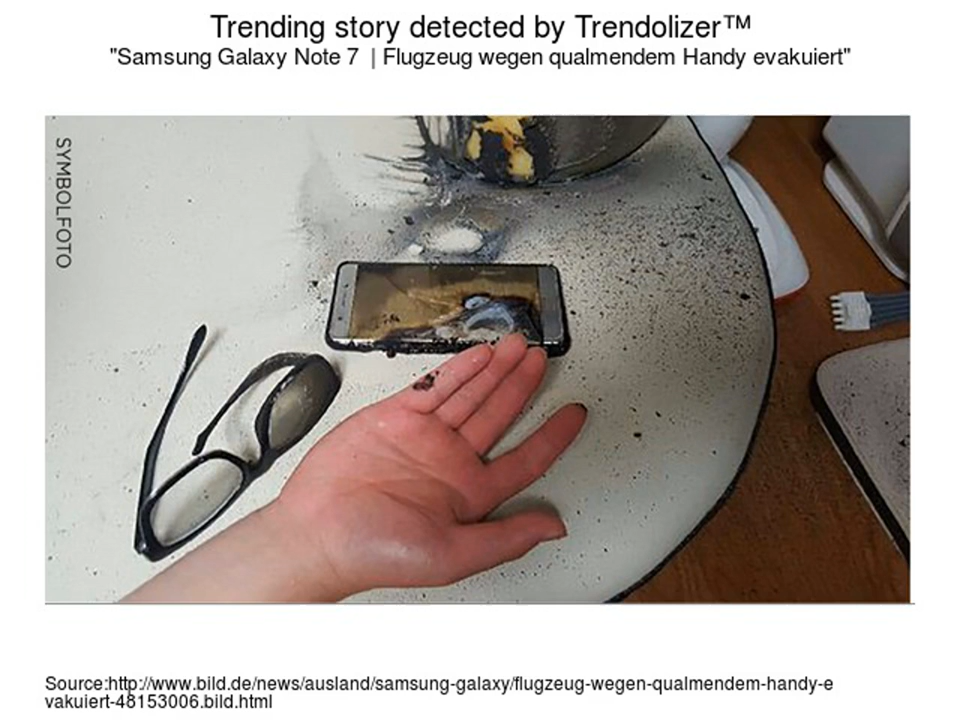 Trending story detected by Trendolizer™
"Samsung Galaxy Note 7 | Flugzeug wegen qualmendem Handy evakuiert"
SYMBOLFOTO
Source:http://www.bild.de/news/ausland/samsung-galaxy/flugzeug-wegen-qualmendem-handy-e
vakuiert-48153006.bild.html